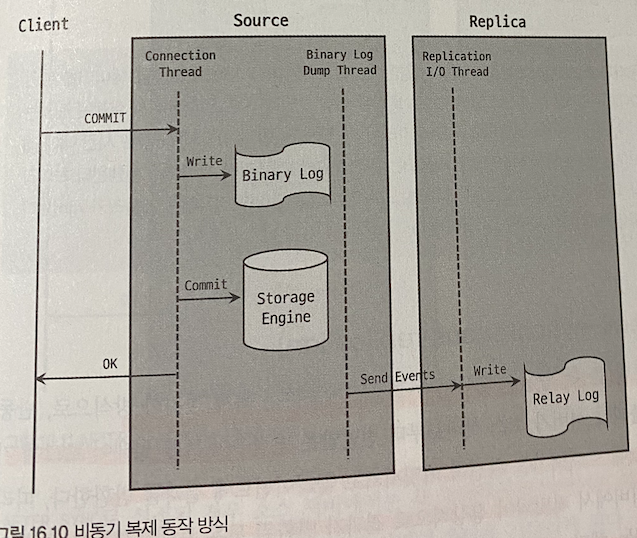 Client
Source
Replica
Connection
Thread
Binary Log
Dump Thread
Replication
I/O Thread
COMMIT
Write
Binary Log
Commit
Storage
Engine
OK
Send Events
Write
Relay Log
그림 16.10 비동기 복제 동작 방식